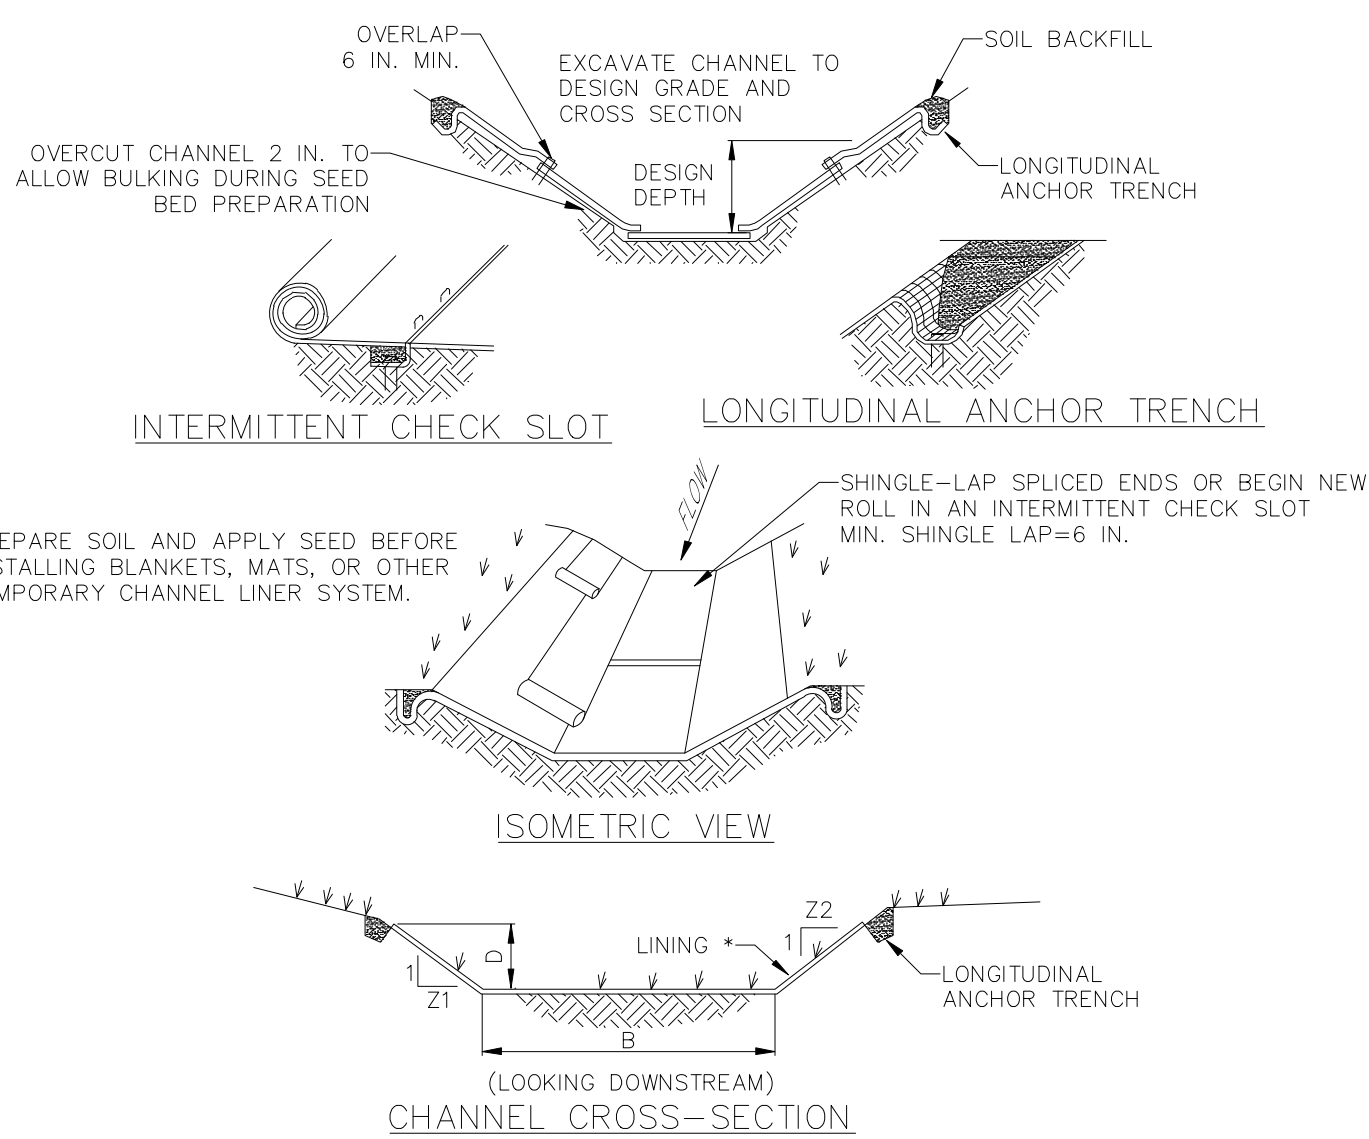 OVERLAP
6 IN. MIN.
EXCAVATE CHANNEL TO
DESIGN GRADE AND
CROSS SECTION
SOIL BACKFILL
OVERCUT CHANNEL 2 IN. TO
ALLOW BULKING DURING SEED
BED PREPARATION
DESIGN
DEPTH
LONGITUDINAL
ANCHOR TRENCH
INTERMITTENT CHECK SLOT
LONGITUDINAL ANCHOR TRENCH
FLOW
SHINGLE-LAP SPLICED ENDS OR BEGIN NEW
ROLL IN AN INTERMITTENT CHECK SLOT
MIN. SHINGLE LAP=6 IN.
EPARE SOIL AND APPLY SEED BEFORE
STALLING BLANKETS, MATS, OR OTHER
MPORARY CHANNEL LINER SYSTEM.
ISOMETRIC VIEW
1
Z1
D
LINING *
1
Z2
LONGITUDINAL
ANCHOR TRENCH
B
(LOOKING DOWNSTREAM)
CHANNEL CROSS-SECTION